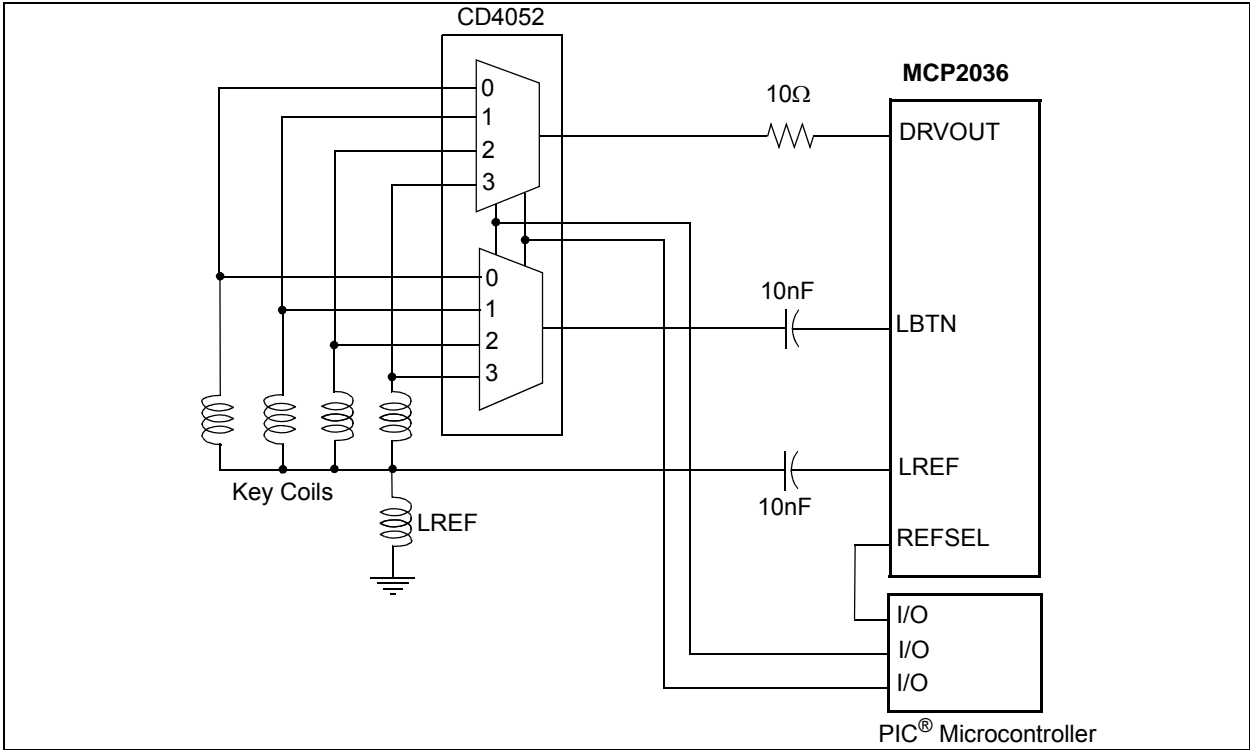 CD4052
MCP2036
0
1
2
3
10Ω
DRVOUT
0
1
2
3
10nF
LBTN
LREF
10nF
Key Coils
LREF
REFSEL
I/O
I/O
I/O
PIC® Microcontroller